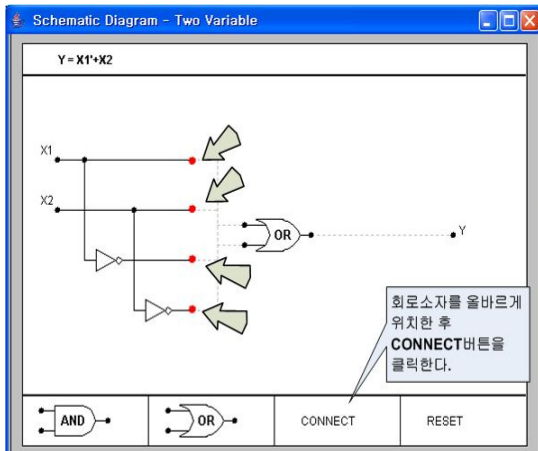 Schematic Diagram - Two Variable
Y = X1'+X2
X1
X2
OR
Y
회로소자를 올바르게
위치한 후
CONNECT버튼을
클릭한다.
AND
OR
CONNECT
RESET